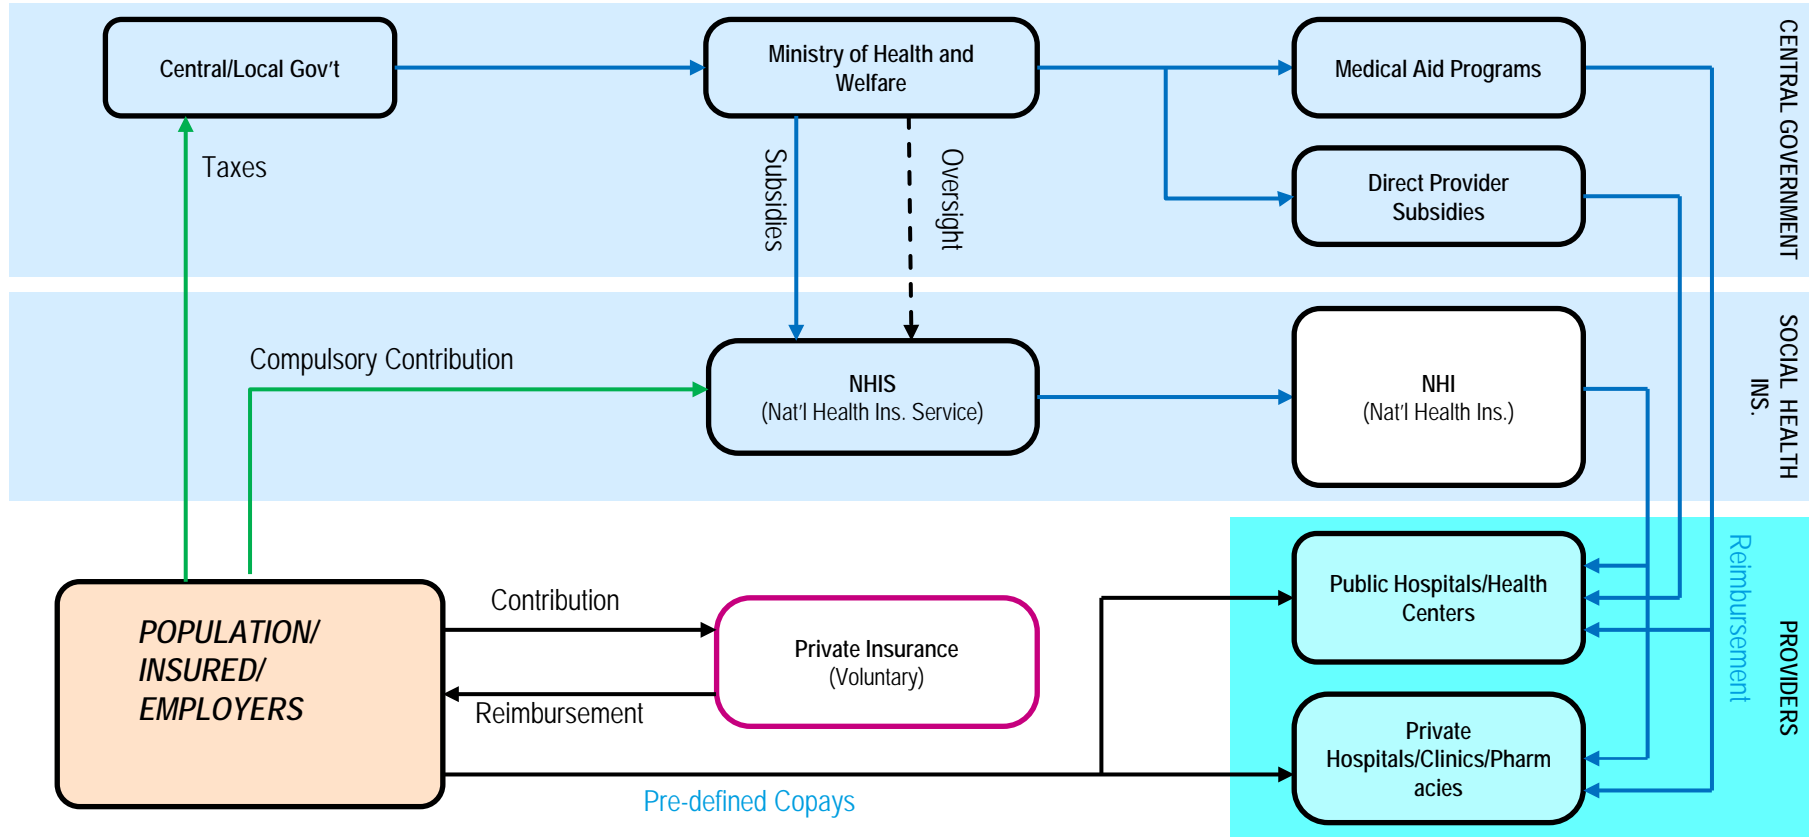 Central/Local Gov't
Ministry of Health and
Welfare
Medical Aid Programs
CENTRAL GOVERNMENT
Taxes
Subsidies
Oversight
Direct Provider
Subsidies
Compulsory Contribution
NHIS
(Nat'l Health Ins. Service)
NHI
(Nat'l Health Ins.)
SOCIAL HEALTH
INS.
POPULATION/
INSURED/
EMPLOYERS
Contribution
Reimbursement
Private Insurance
(Voluntary)
Pre-defined Copays
Public Hospitals/Health
Centers
Private
Hospitals/Clinics/Pharm
acies
Reimbursement
PROVIDERS